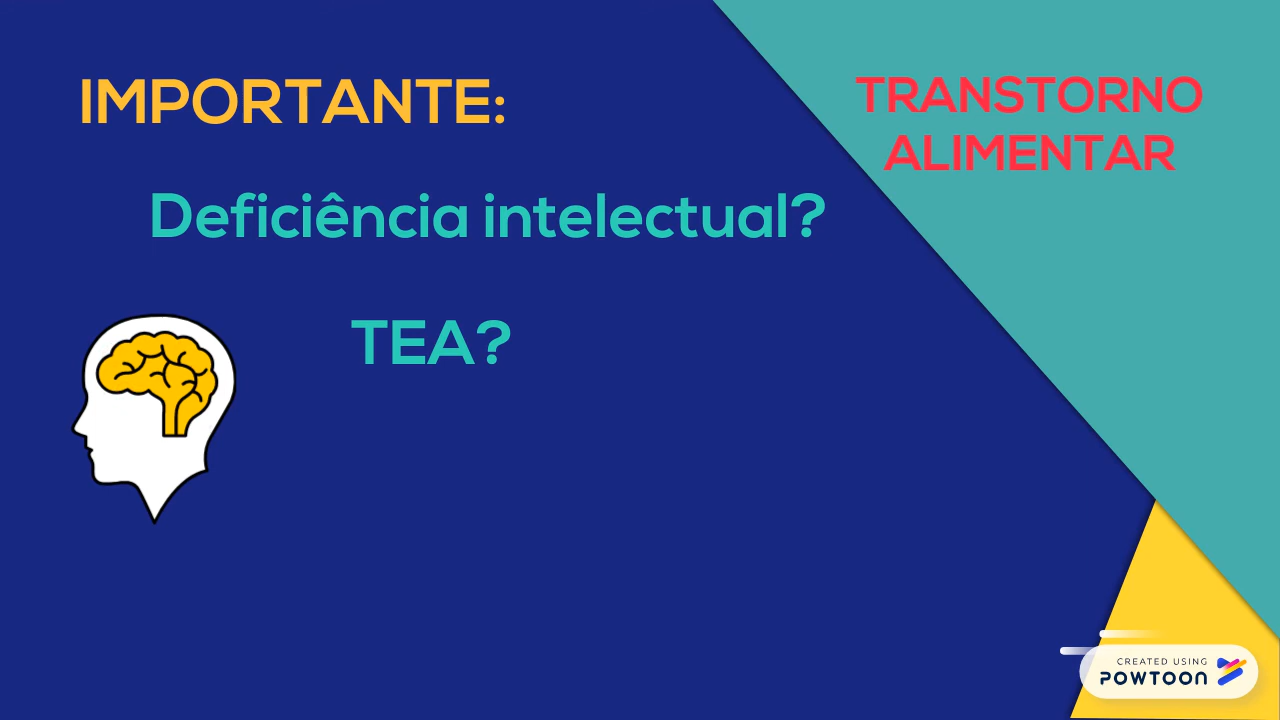 IMPORTANTE:
TRANSTORNO
ALIMENTAR
Deficiência intelectual?
TEA?
CREATED USING
POWTOON